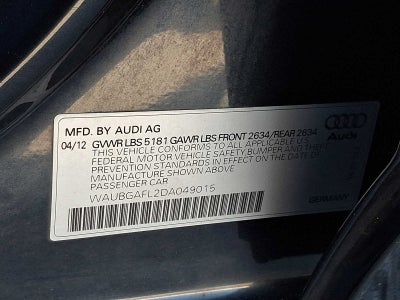 MFD. BY AUDI AG
04/12 GVWR LBS 5181 GAWR LBS FRONT 2634/REAR 2634
THIS VEHICLE CONFORMS TO ALL APPLICABLE US
FEDERAL MOTOR VEHICLE SAFETY, BUMPER AND THEFT
PREVENTION STANDARDS IN EFFECT ON THE DATE OF
MANUFACTURE SHOWN ABOVE
PASSENGER CAR
WAUBGAFL2DA049015
Audi
GERMANY